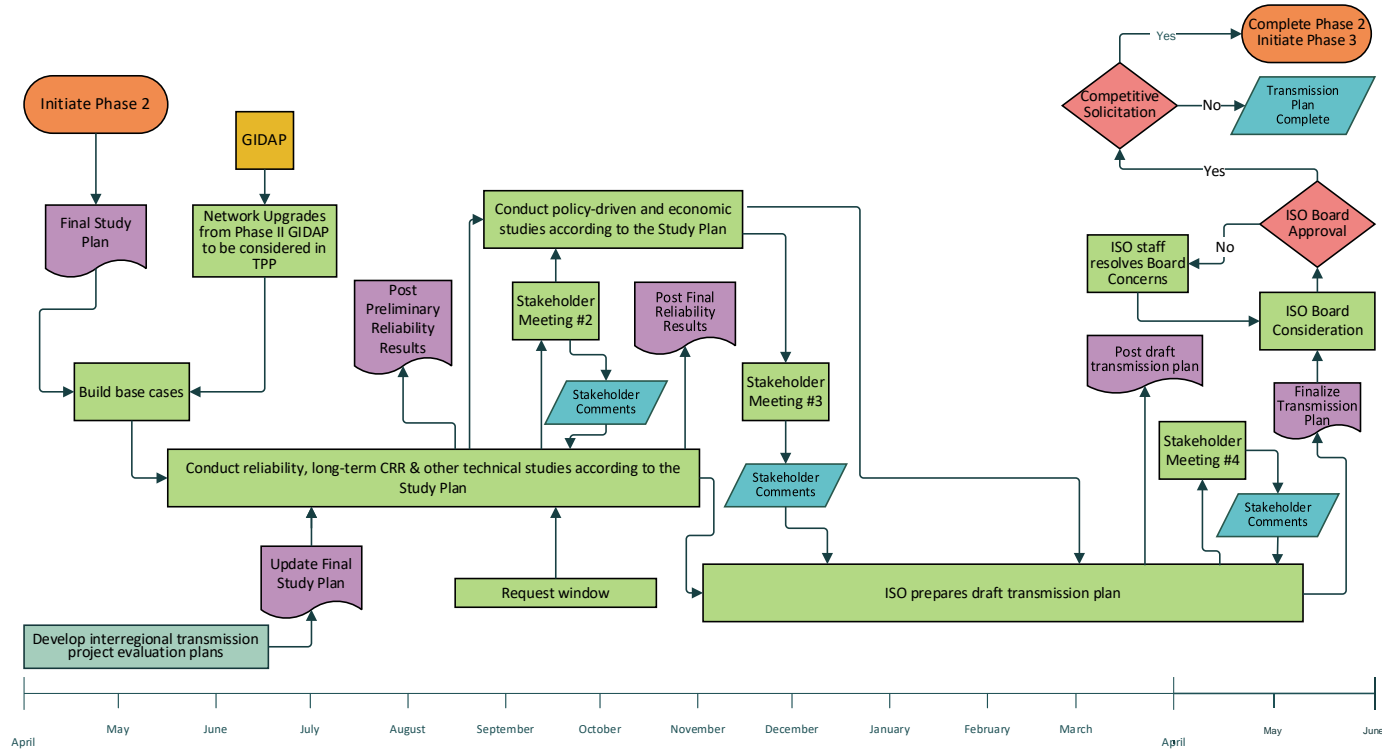 Complete Phase 2
Initiate Phase 3
Yes
Initiate Phase 2
Competitive
Solicitation
No
Transmission
Plan
Complete
GIDAP
Yes
Final Study
Plan
Network Upgrades
from Phase II GIDAP
to be considered in
TPP
Conduct policy-driven and economic
studies according to the Study Plan
ISO Board
Approval
No
ISO staff
resolves Board
Concerns
Post
Preliminary
Reliability
Results
Stakeholder
Meeting #2
Post Final
Reliability
Results
ISO Board
Consideration
Post draft
transmission plan
Build base cases
Stakeholder
Comments
Stakeholder
Meeting #3
Finalize
Transmission
Plan
Stakeholder
Meeting #4
Conduct reliability, long-term CRR & other technical studies according to the
Study Plan
Stakeholder
Comments
Stakeholder
Comments
Update Final
Study Plan
Request window
ISO prepares draft transmission plan
Develop interregional transmission
project evaluation plans
April
May
June
July
August
September
October
November
December
January
February
March
April
May
June